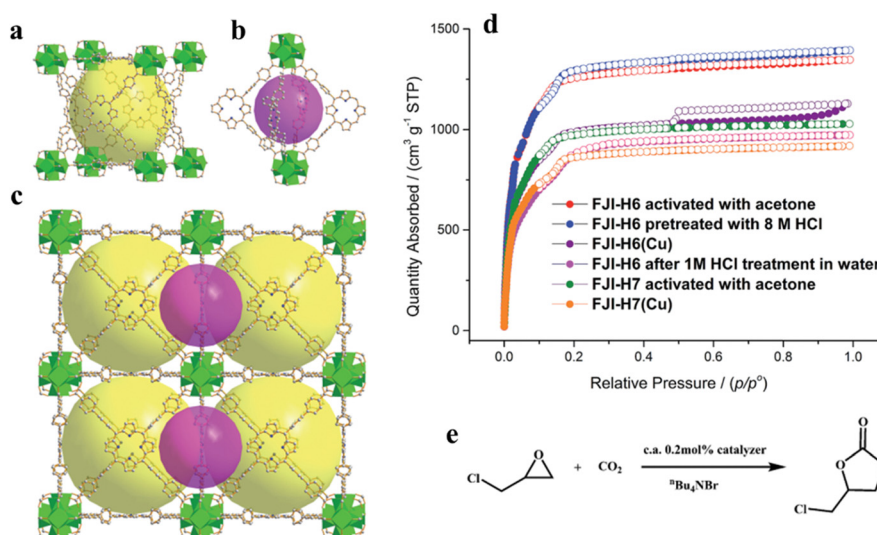 a
b
c
d
1500
1000
500
0
Quantity Absorbed / (cm³ g⁻¹ STP)
FJI-H6 activated with acetone
FJI-H6 pretreated with 8 M HCl
FJI-H6(Cu)
FJI-H6 after 1M HCl treatment in water
FJI-H7 activated with acetone
FJI-H7(Cu)
0.0 0.2 0.4 0.6 0.8 1.0
Relative Pressure / (p/pᵒ)
e
Cl O + CO₂
c.a. 0.2mol% catalyzer
ⁿBu₄NBr
O
O
Cl